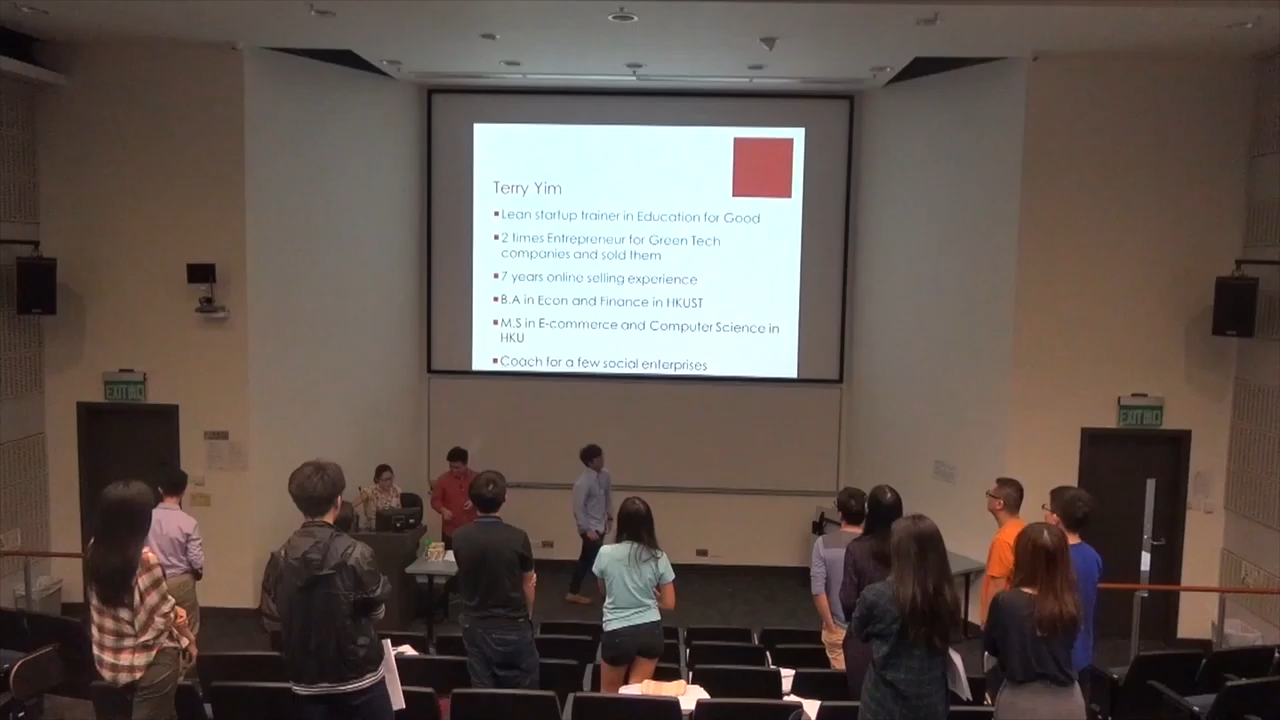 Terry Yim
Lean startup trainer in Education for Good
2 times Entrepreneur for Green Tech
companies and sold them
7 years online selling experience
B.A in Econ and Finance in HKUST
M.S in E-commerce and Computer Science in
HKU
Coach for a few social enterprises
EXIT
EXIT